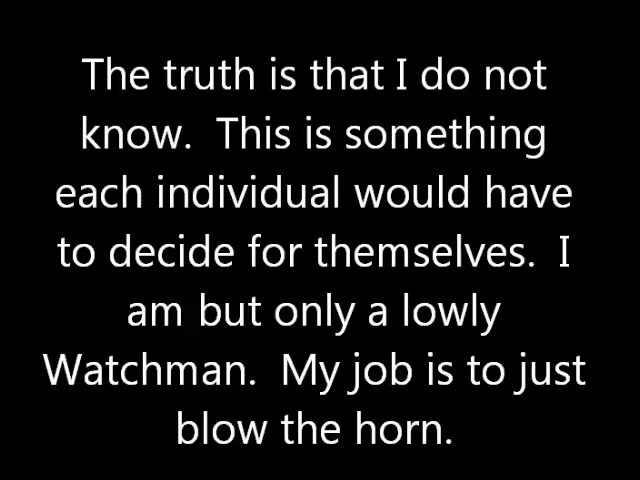 The truth is that I do not
know.  This is something
each individual would have
to decide for themselves.  I
am but only a lowly
Watchman.  My job is to just
blow the horn.